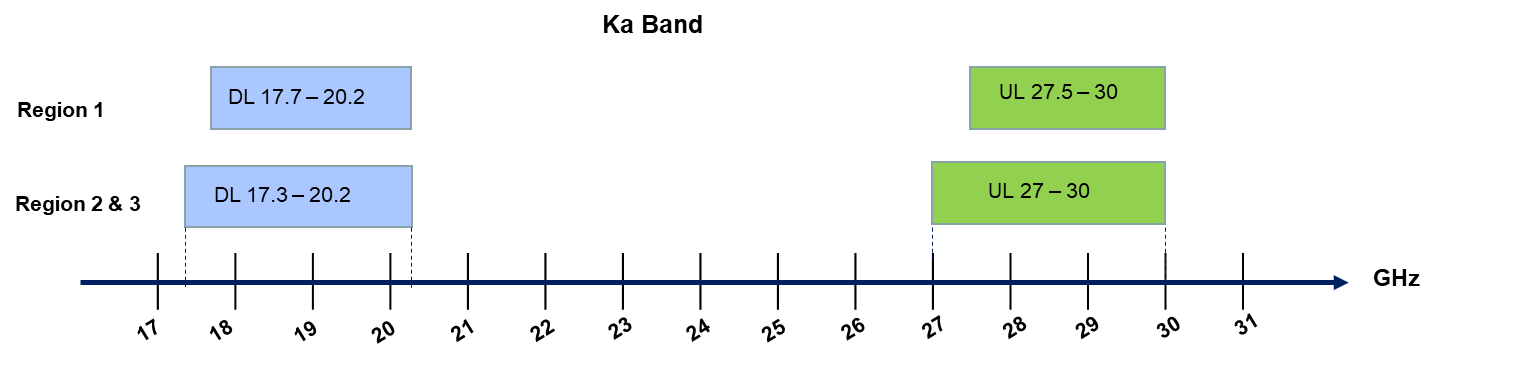 Ka Band
Region 1
DL 17.7 – 20.2
UL 27.5 – 30
Region 2 & 3
DL 17.3 – 20.2
UL 27 – 30
GHz
17 18 19 20 21 22 23 24 25 26 27 28 29 30 31